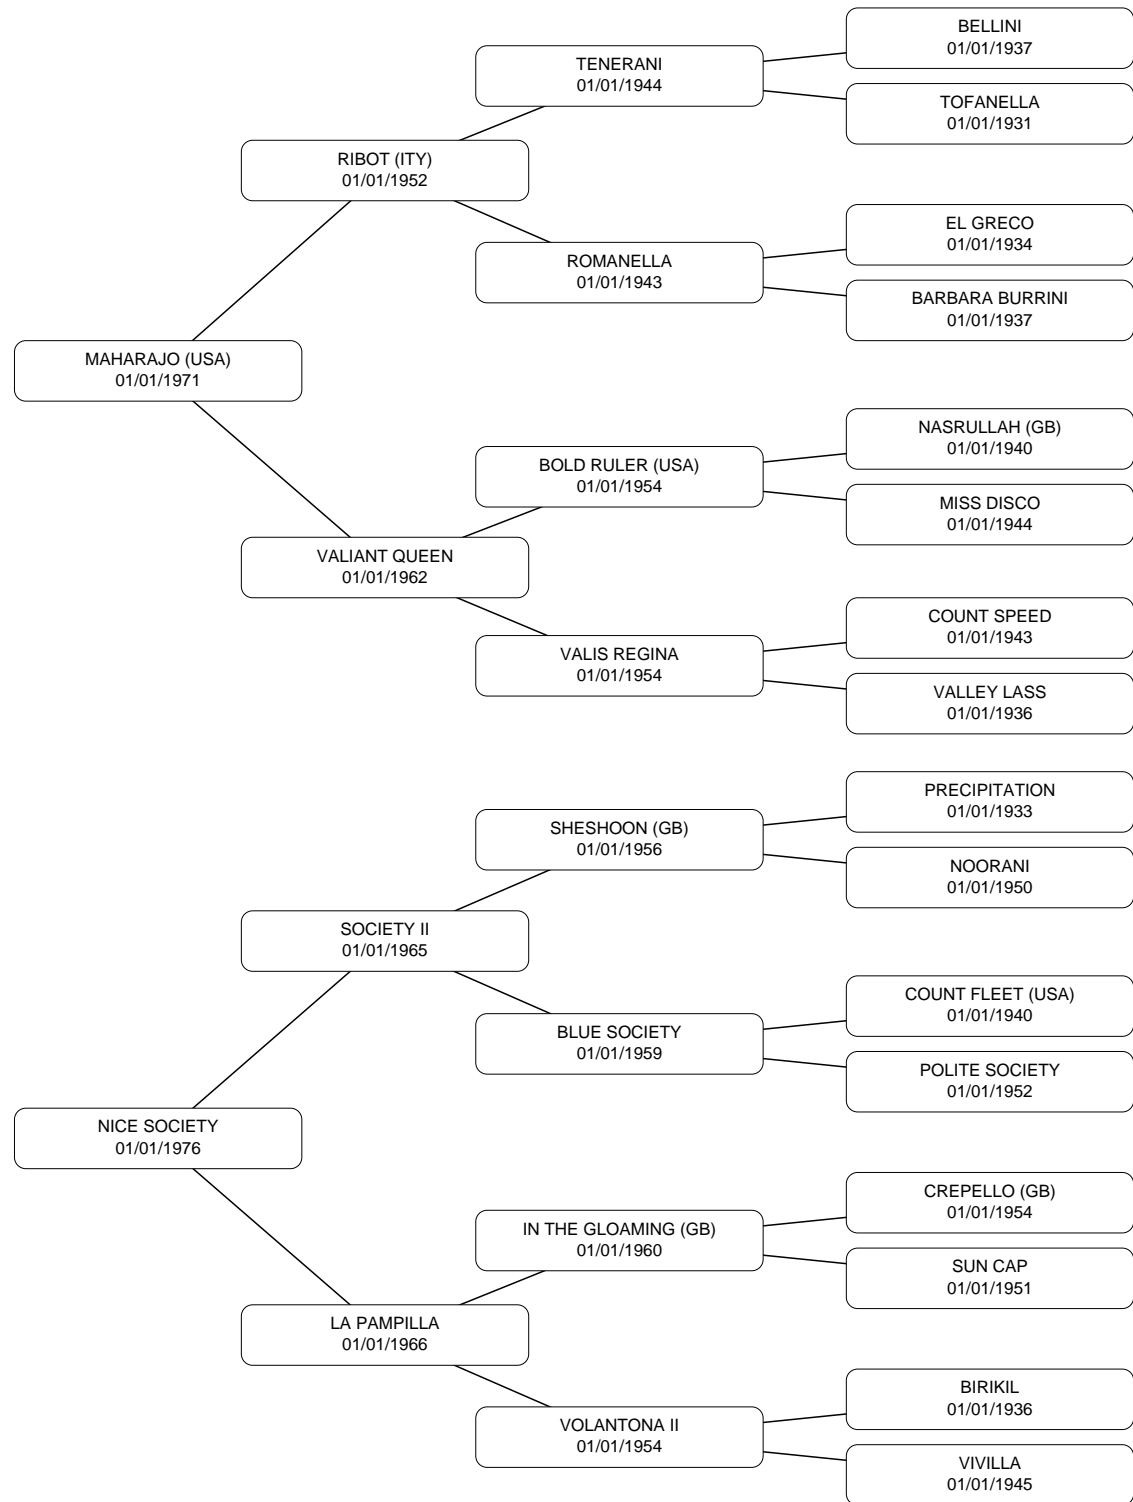 BELLINI
01/01/1937
TENERANI
01/01/1944
TOFANELLA
01/01/1931
RIBOT (ITY)
01/01/1952
EL GRECO
01/01/1934
ROMANELLA
01/01/1943
BARBARA BURRINI
01/01/1937
MAHARAJO (USA)
01/01/1971
NASRULLAH (GB)
01/01/1940
BOLD RULER (USA)
01/01/1954
MISS DISCO
01/01/1944
VALIANT QUEEN
01/01/1962
COUNT SPEED
01/01/1943
VALIS REGINA
01/01/1954
VALLEY LASS
01/01/1936
PRECIPITATION
01/01/1933
SHESHOON (GB)
01/01/1956
NOORANI
01/01/1950
SOCIETY II
01/01/1965
COUNT FLEET (USA)
01/01/1940
BLUE SOCIETY
01/01/1959
POLITE SOCIETY
01/01/1952
NICE SOCIETY
01/01/1976
CREPELLO (GB)
01/01/1954
IN THE GLOAMING (GB)
01/01/1960
SUN CAP
01/01/1951
LA PAMPILLA
01/01/1966
BIRIKIL
01/01/1936
VOLANTONA II
01/01/1954
VIVILLA
01/01/1945